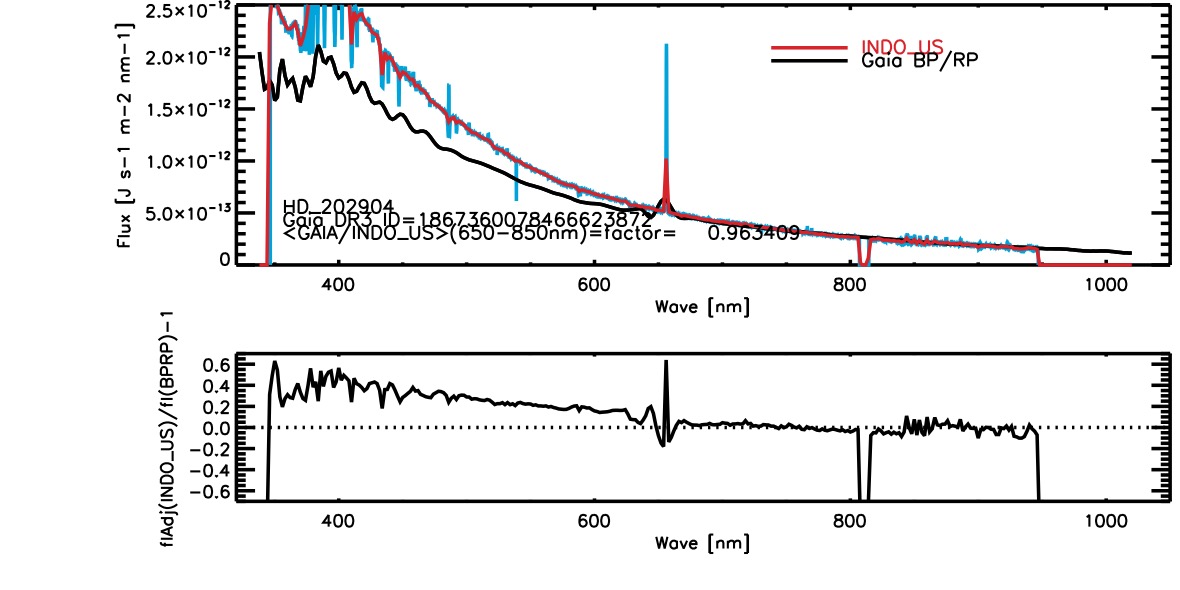 2.5×10−12
2.0×10−12
1.5×10−12
1.0×10−12
5.0×10−13
0
Flux [J s−1 m−2 nm−1]
INDO_US
Gaia BP/RP
HD_202904
Gaia DR3 ID=1867360078466623872
<GAIA/INDO_US>(650−850nm)=factor= 0.963409
400 600 800 1000
Wave [nm]
0.6
0.4
0.2
0.0
−0.2
−0.4
−0.6
flAdj(INDO_US)/fl(BPRP)−1
400 600 800 1000
Wave [nm]